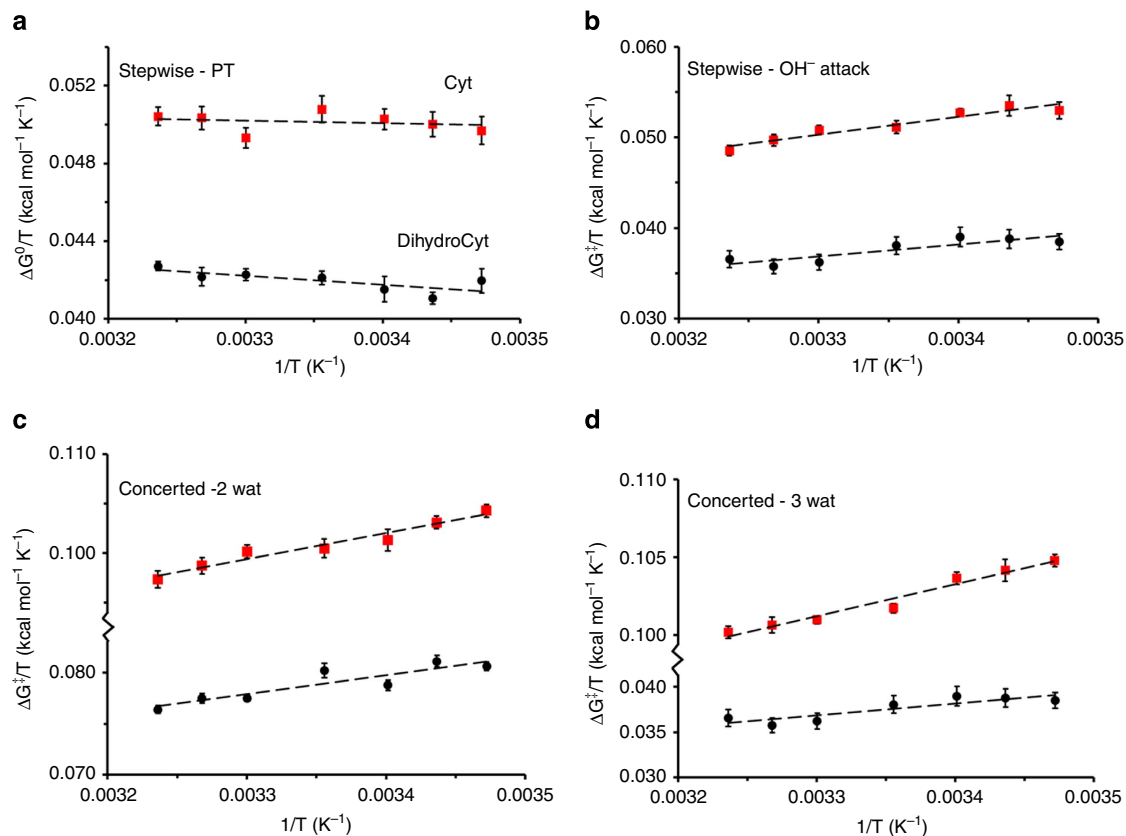 a
ΔG⁰/T (kcal mol⁻¹ K⁻¹)
0.052
0.048
0.044
0.040
Stepwise - PT
Cyt
DihydroCyt
0.0032 0.0033 0.0034 0.0035
1/T (K⁻¹)
b
ΔG‡/T (kcal mol⁻¹ K⁻¹)
0.060
0.050
0.040
0.030
Stepwise - OH⁻ attack
0.0032 0.0033 0.0034 0.0035
1/T (K⁻¹)
c
ΔG‡/T (kcal mol⁻¹ K⁻¹)
0.110
0.100
0.080
0.070
Concerted -2 wat
0.0032 0.0033 0.0034 0.0035
1/T (K⁻¹)
d
ΔG‡/T (kcal mol⁻¹ K⁻¹)
0.110
0.105
0.100
0.040
0.035
0.030
Concerted - 3 wat
0.0032 0.0033 0.0034 0.0035
1/T (K⁻¹)